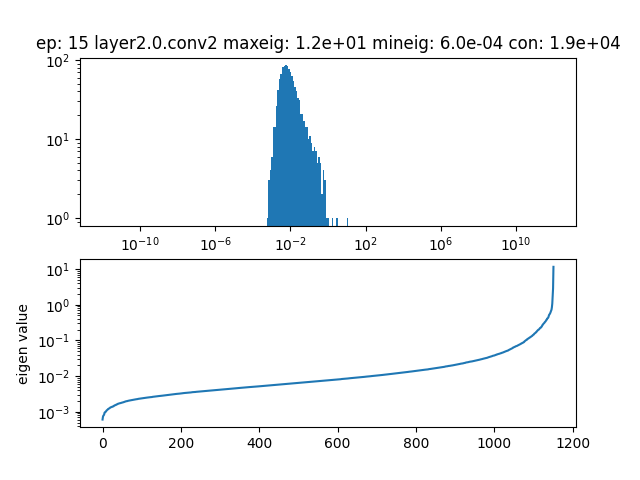 ep: 15 layer2.0.conv2 maxeig: 1.2e+01 mineig: 6.0e-04 con: 1.9e+04
10²
10¹
10⁰
10⁻¹⁰ 10⁻⁶ 10⁻² 10² 10⁶ 10¹⁰
eigen value
10¹
10⁰
10⁻¹
10⁻²
10⁻³
0 200 400 600 800 1000 1200